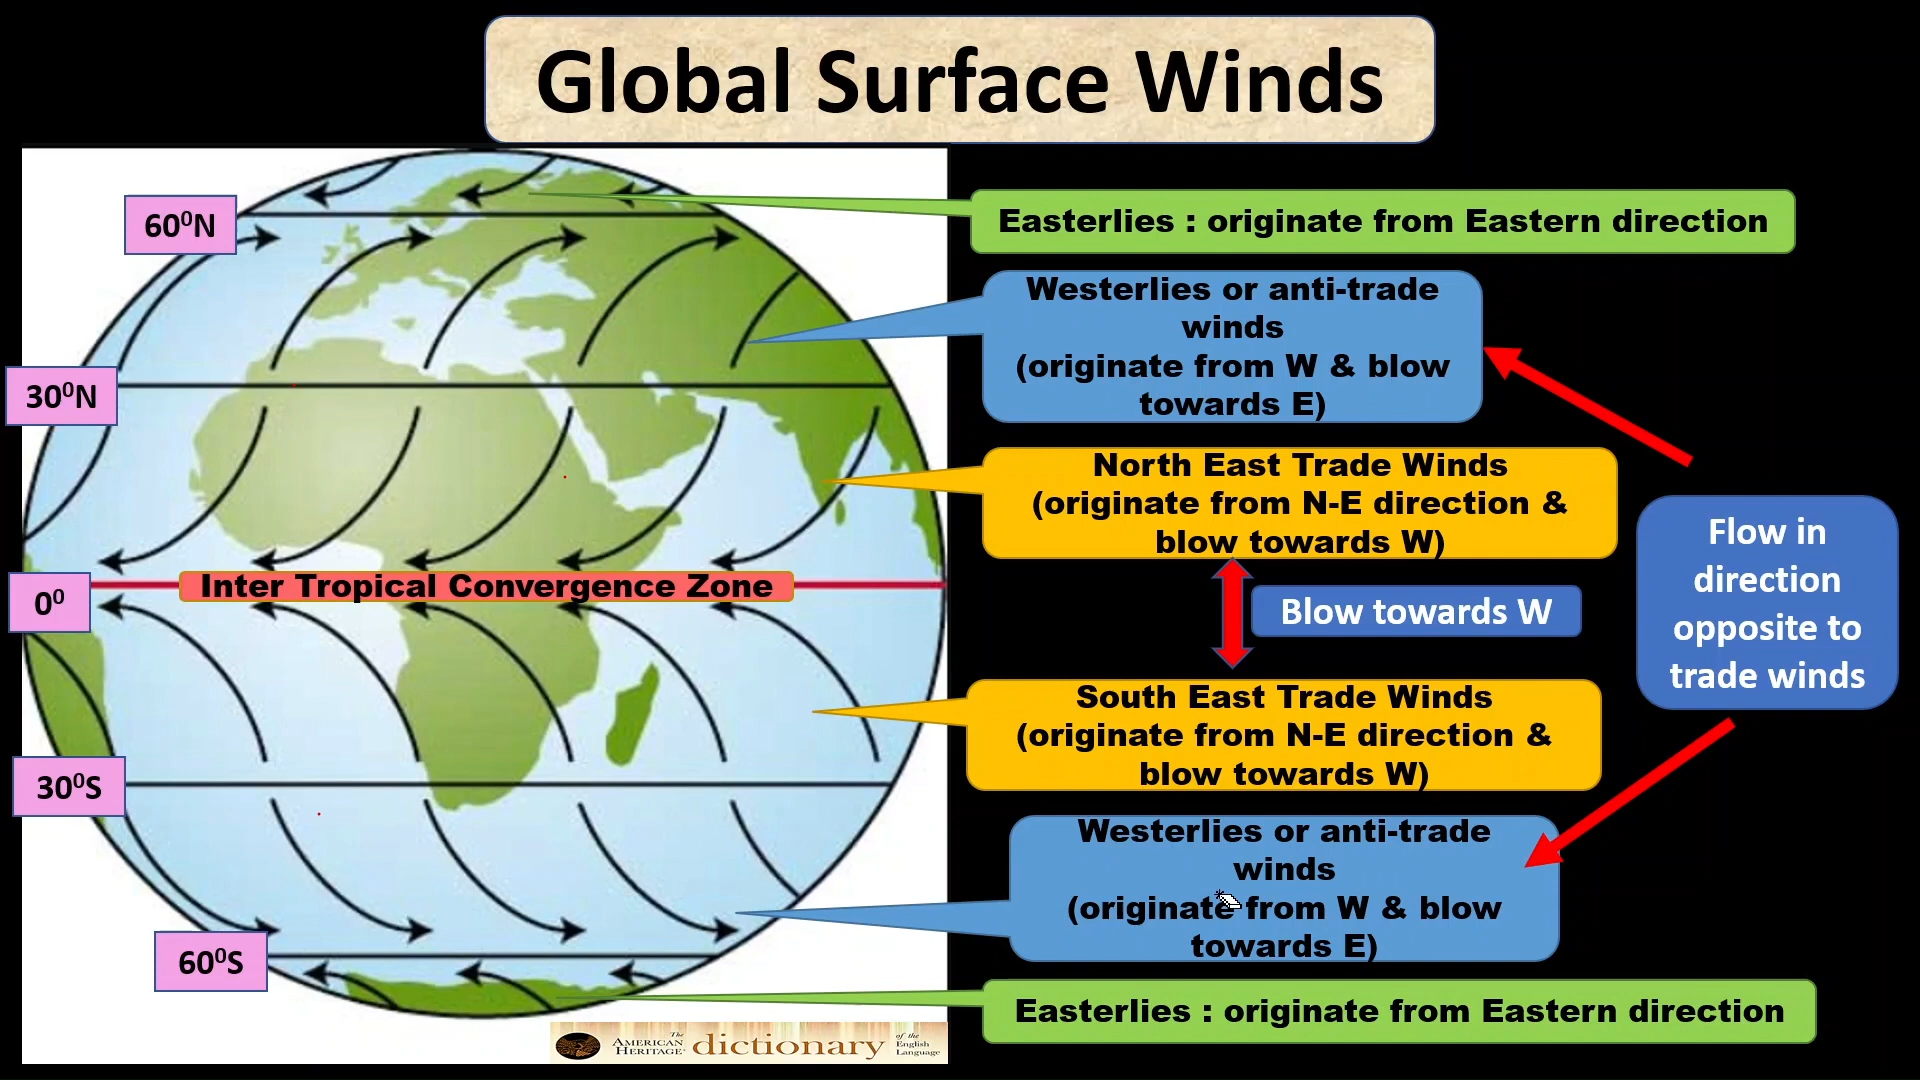 Global Surface Winds
60⁰N
Easterlies : originate from Eastern direction
Westerlies or anti-trade
winds
(originate from W & blow
towards E)
30⁰N
North East Trade Winds
(originate from N-E direction &
blow towards W)
Flow in
direction
opposite to
trade winds
Inter Tropical Convergence Zone
0⁰
Blow towards W
South East Trade Winds
(originate from N-E direction &
blow towards W)
30⁰S
Westerlies or anti-trade
winds
(originate from W & blow
towards E)
60⁰S
Easterlies : originate from Eastern direction
The
AMERICAN
HERITAGE®
dictionary
of the
English
Language